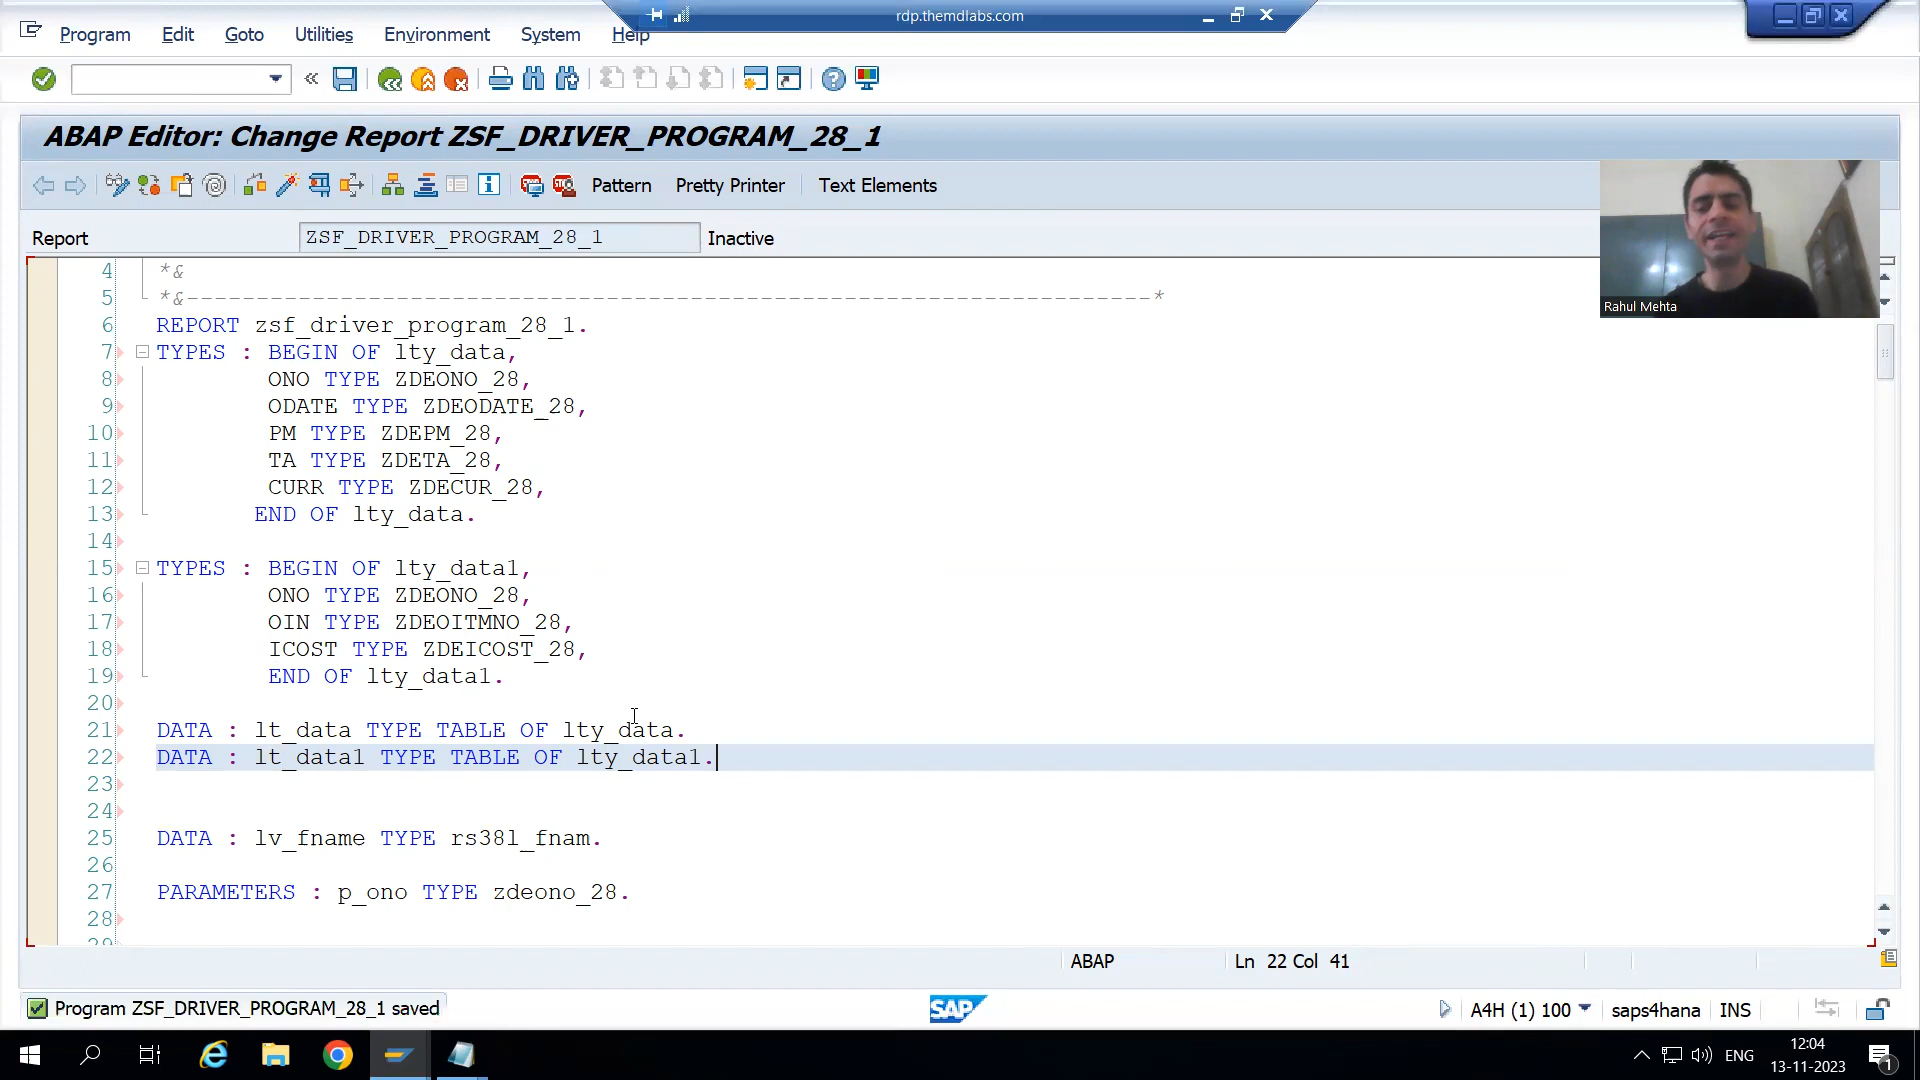 rdp.themdlabs.com
Program Edit Goto Utilities Environment System Help
ABAP Editor: Change Report ZSF_DRIVER_PROGRAM_28_1
Pattern Pretty Printer Text Elements
Report ZSF_DRIVER_PROGRAM_28_1 Inactive
Rahul Mehta
4 *&
5 *&---------------------------------------------------------------------*
6 REPORT zsf_driver_program_28_1.
7 TYPES : BEGIN OF lty_data,
8 ONO TYPE ZDEONO_28,
9 ODATE TYPE ZDEODATE_28,
10 PM TYPE ZDEPM_28,
11 TA TYPE ZDETA_28,
12 CURR TYPE ZDECUR_28,
13 END OF lty_data.
14
15 TYPES : BEGIN OF lty_data1,
16 ONO TYPE ZDEONO_28,
17 OIN TYPE ZDEOITMNO_28,
18 ICOST TYPE ZDEICOST_28,
19 END OF lty_data1.
20
21 DATA : lt_data TYPE TABLE OF lty_data.
22 DATA : lt_data1 TYPE TABLE OF lty_data1.
23
24
25 DATA : lv_fname TYPE rs38l_fnam.
26
27 PARAMETERS : p_ono TYPE zdeono_28.
28
29
ABAP Ln 22 Col 41
Program ZSF_DRIVER_PROGRAM_28_1 saved
SAP
A4H (1) 100 saps4hana INS
ENG
12:04
13-11-2023
1